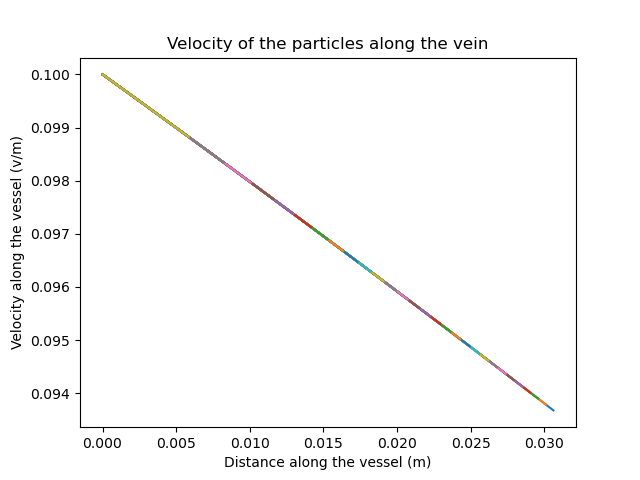 Velocity of the particles along the vein
Velocity along the vessel (v/m)
0.100
0.099
0.098
0.097
0.096
0.095
0.094
0.000 0.005 0.010 0.015 0.020 0.025 0.030
Distance along the vessel (m)